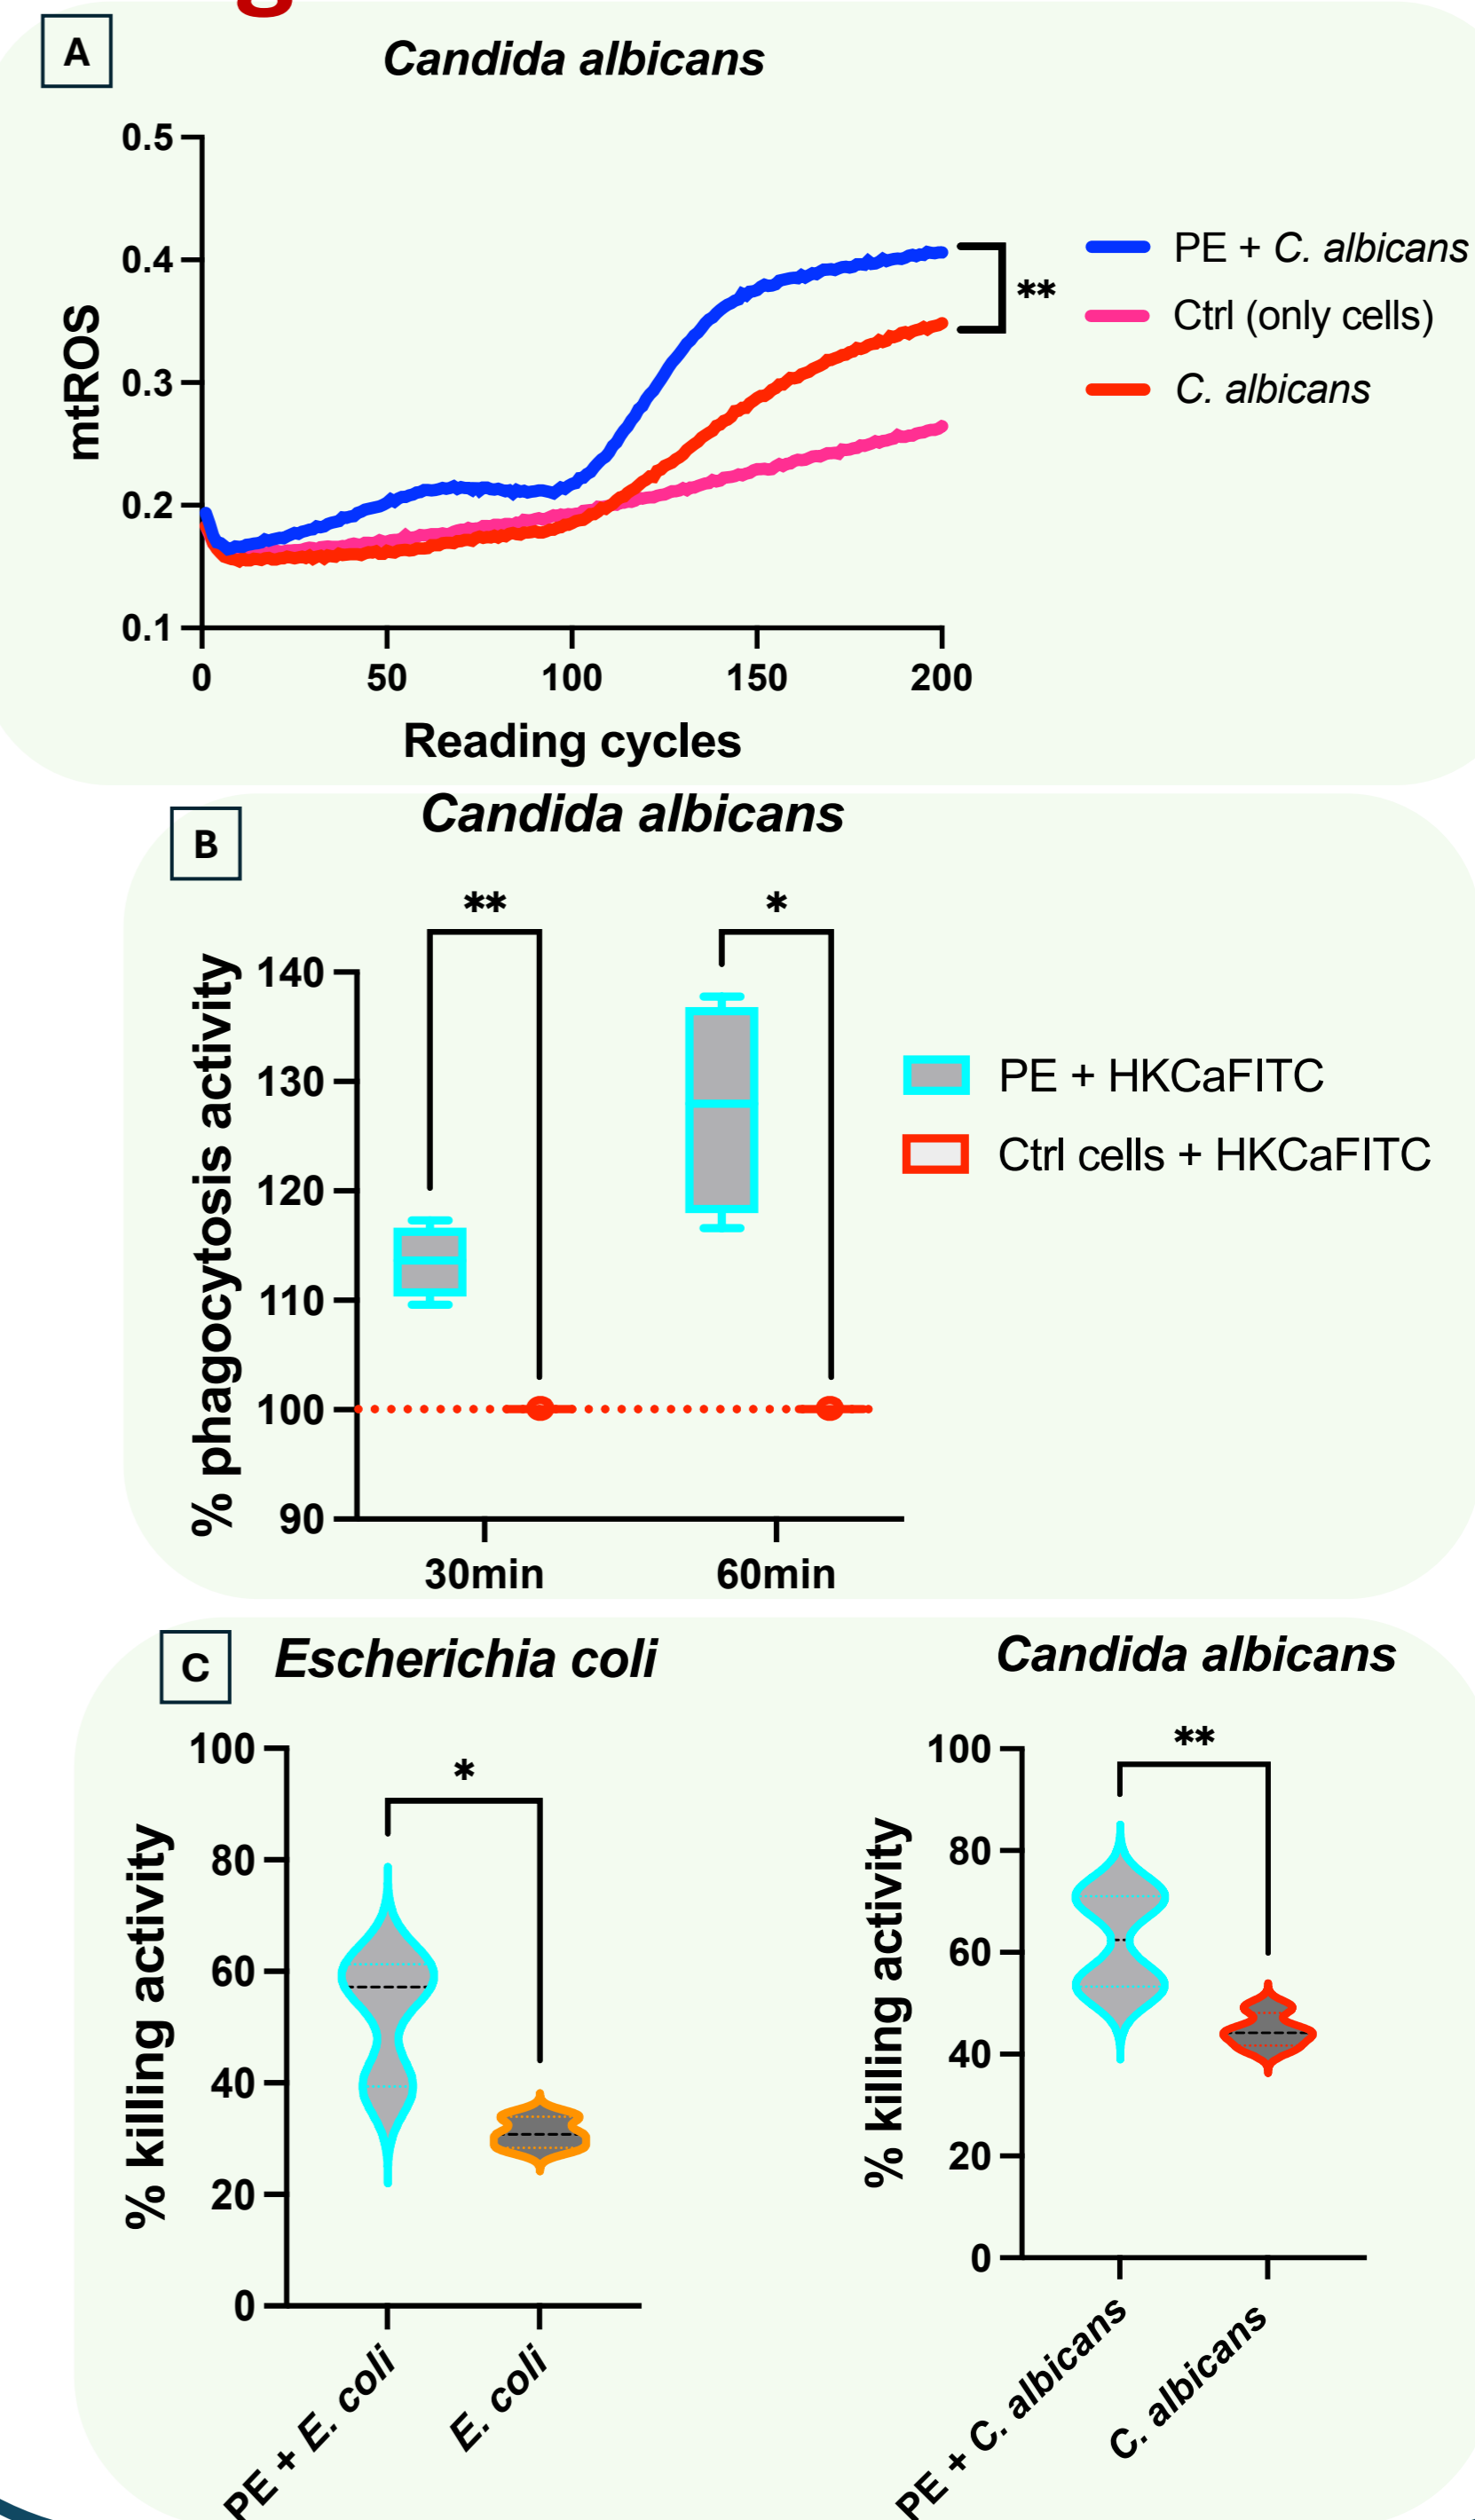 g
A
Candida albicans
0.5
0.4
0.3
0.2
0.1
mtROS
0
50
100
150
200
Reading cycles
**
PE + C. albicans
Ctrl (only cells)
C. albicans
B
Candida albicans
**
*
140
130
120
110
100
90
% phagocytosis activity
30min
60min
PE + HKCaFITC
Ctrl cells + HKCaFITC
C
Escherichia coli
*
100
80
60
40
20
0
% killing activity
PE + E. coli
E. coli
Candida albicans
**
100
80
60
40
20
0
% killing activity
PE + C. albicans
C. albicans